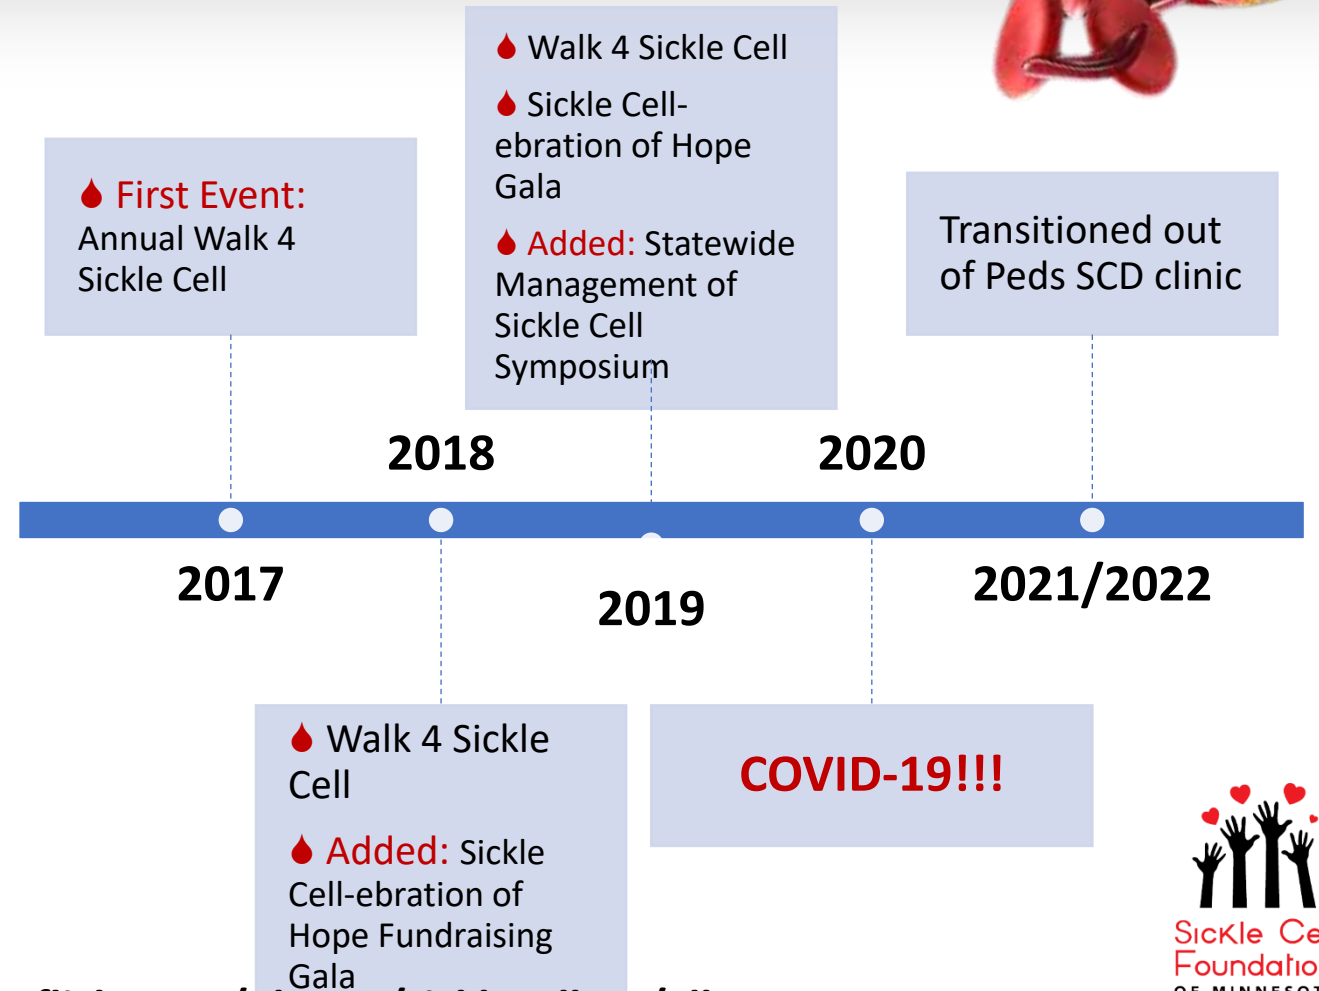 Walk 4 Sickle Cell
Sickle Cell-
ebration of Hope
Gala
Added: Statewide
Management of
Sickle Cell
Symposium
First Event:
Annual Walk 4
Sickle Cell
Transitioned out
of Peds SCD clinic
2018
2020
2017
2019
2021/2022
Walk 4 Sickle
Cell
Added: Sickle
Cell-ebration of
Hope Fundraising
Gala
COVID-19!!!
Sickle Ce
Foundatio
OF MINNESOT